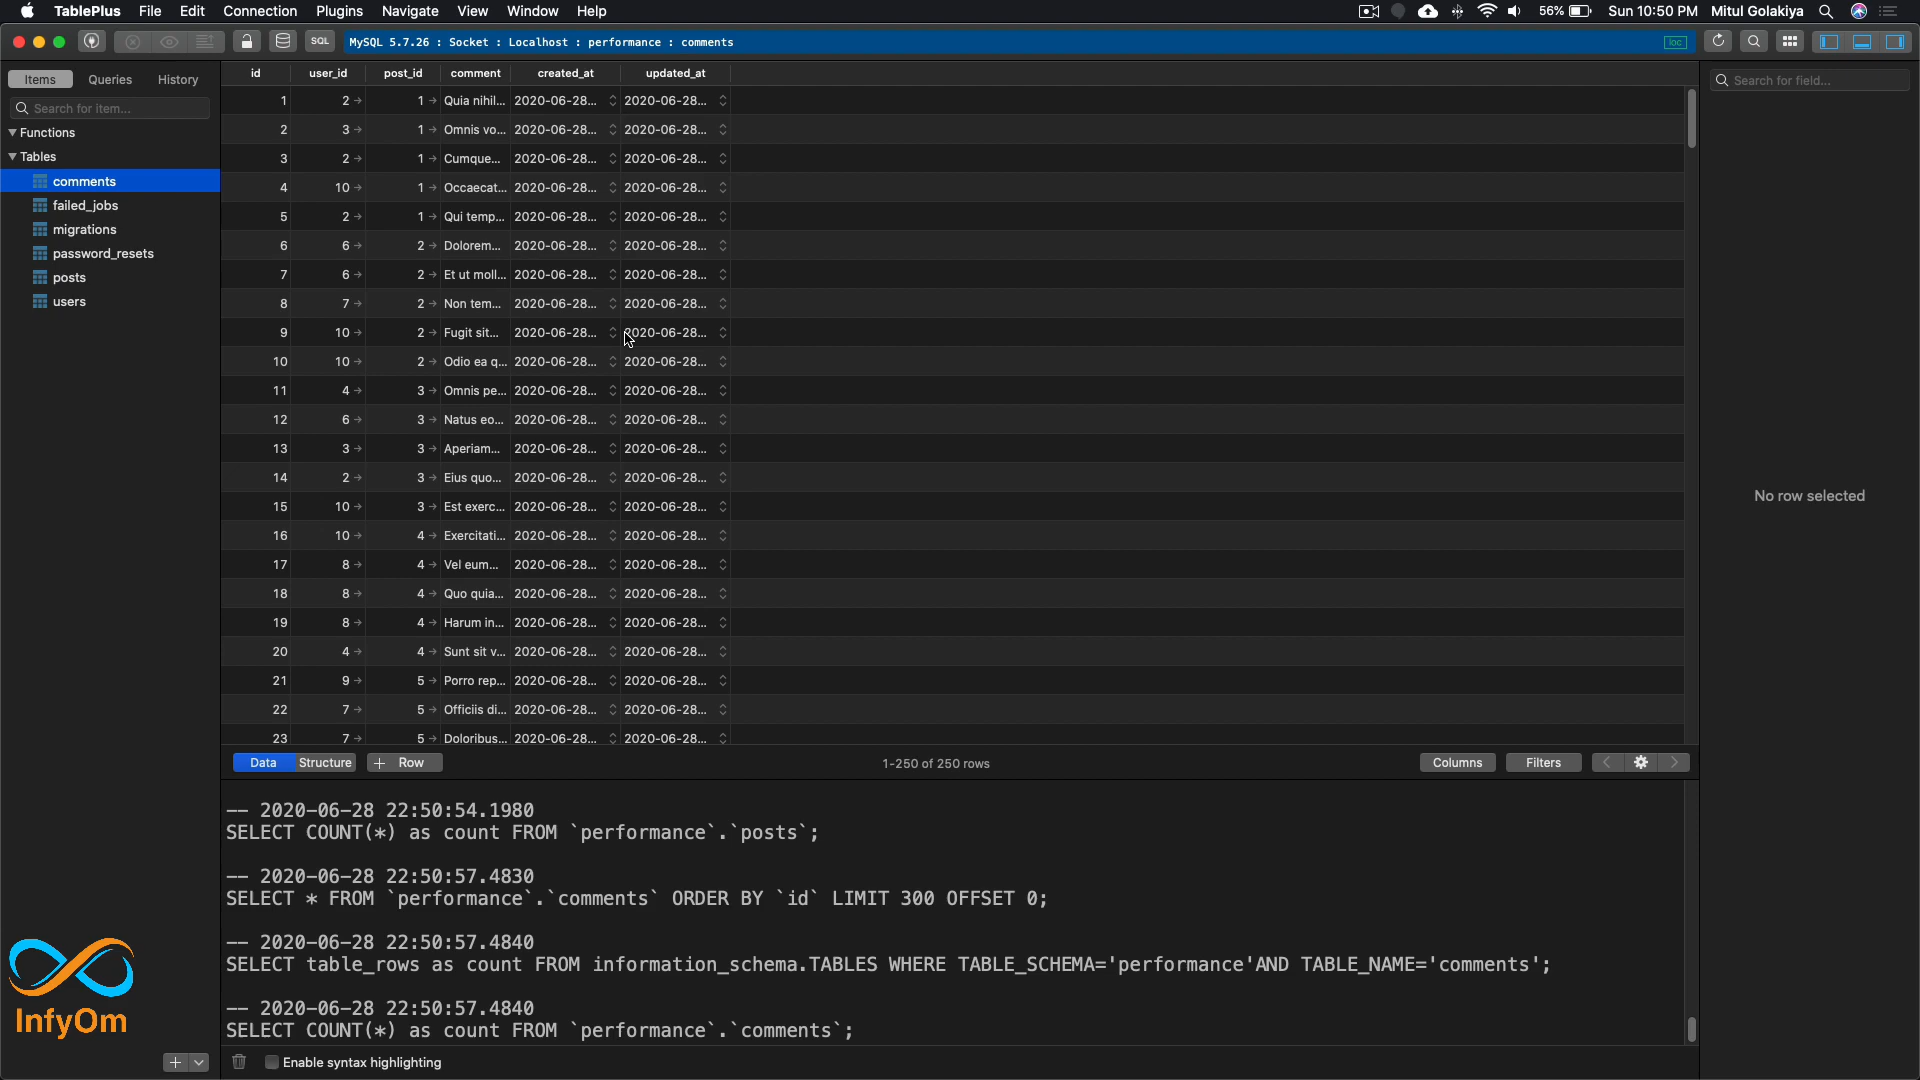 TablePlus File Edit Connection Plugins Navigate View Window Help 56% Sun 10:50 PM Mitul Golakiya
SQL MySQL 5.7.26 : Socket : Localhost : performance : comments loc
Items Queries History
Search for item...
Functions
Tables
comments
failed_jobs
migrations
password_resets
posts
users
id user_id post_id comment created_at updated_at
1 2 1 Quia nihil... 2020-06-28... 2020-06-28...
2 3 1 Omnis vo... 2020-06-28... 2020-06-28...
3 2 1 Cumque... 2020-06-28... 2020-06-28...
4 10 1 Occaecat... 2020-06-28... 2020-06-28...
5 2 1 Qui temp... 2020-06-28... 2020-06-28...
6 6 2 Dolorem... 2020-06-28... 2020-06-28...
7 6 2 Et ut moll... 2020-06-28... 2020-06-28...
8 7 2 Non tem... 2020-06-28... 2020-06-28...
9 10 2 Fugit sit... 2020-06-28... 2020-06-28...
10 10 2 Odio ea q... 2020-06-28... 2020-06-28...
11 4 3 Omnis pe... 2020-06-28... 2020-06-28...
12 6 3 Natus eo... 2020-06-28... 2020-06-28...
13 3 3 Aperiam... 2020-06-28... 2020-06-28...
14 2 3 Eius quo... 2020-06-28... 2020-06-28...
15 10 3 Est exerc... 2020-06-28... 2020-06-28...
16 10 4 Exercitati... 2020-06-28... 2020-06-28...
17 8 4 Vel eum... 2020-06-28... 2020-06-28...
18 8 4 Quo quia... 2020-06-28... 2020-06-28...
19 8 4 Harum in... 2020-06-28... 2020-06-28...
20 4 4 Sunt sit v... 2020-06-28... 2020-06-28...
21 9 5 Porro rep... 2020-06-28... 2020-06-28...
22 7 5 Officiis di... 2020-06-28... 2020-06-28...
23 7 5 Doloribus... 2020-06-28... 2020-06-28...
Search for field...
No row selected
Data Structure + Row 1-250 of 250 rows Columns Filters
-- 2020-06-28 22:50:54.1980
SELECT COUNT(*) as count FROM `performance`.`posts`;
-- 2020-06-28 22:50:57.4830
SELECT * FROM `performance`.`comments` ORDER BY `id` LIMIT 300 OFFSET 0;
-- 2020-06-28 22:50:57.4840
SELECT table_rows as count FROM information_schema.TABLES WHERE TABLE_SCHEMA='performance'AND TABLE_NAME='comments';
-- 2020-06-28 22:50:57.4840
SELECT COUNT(*) as count FROM `performance`.`comments`;
Enable syntax highlighting
InfyOm